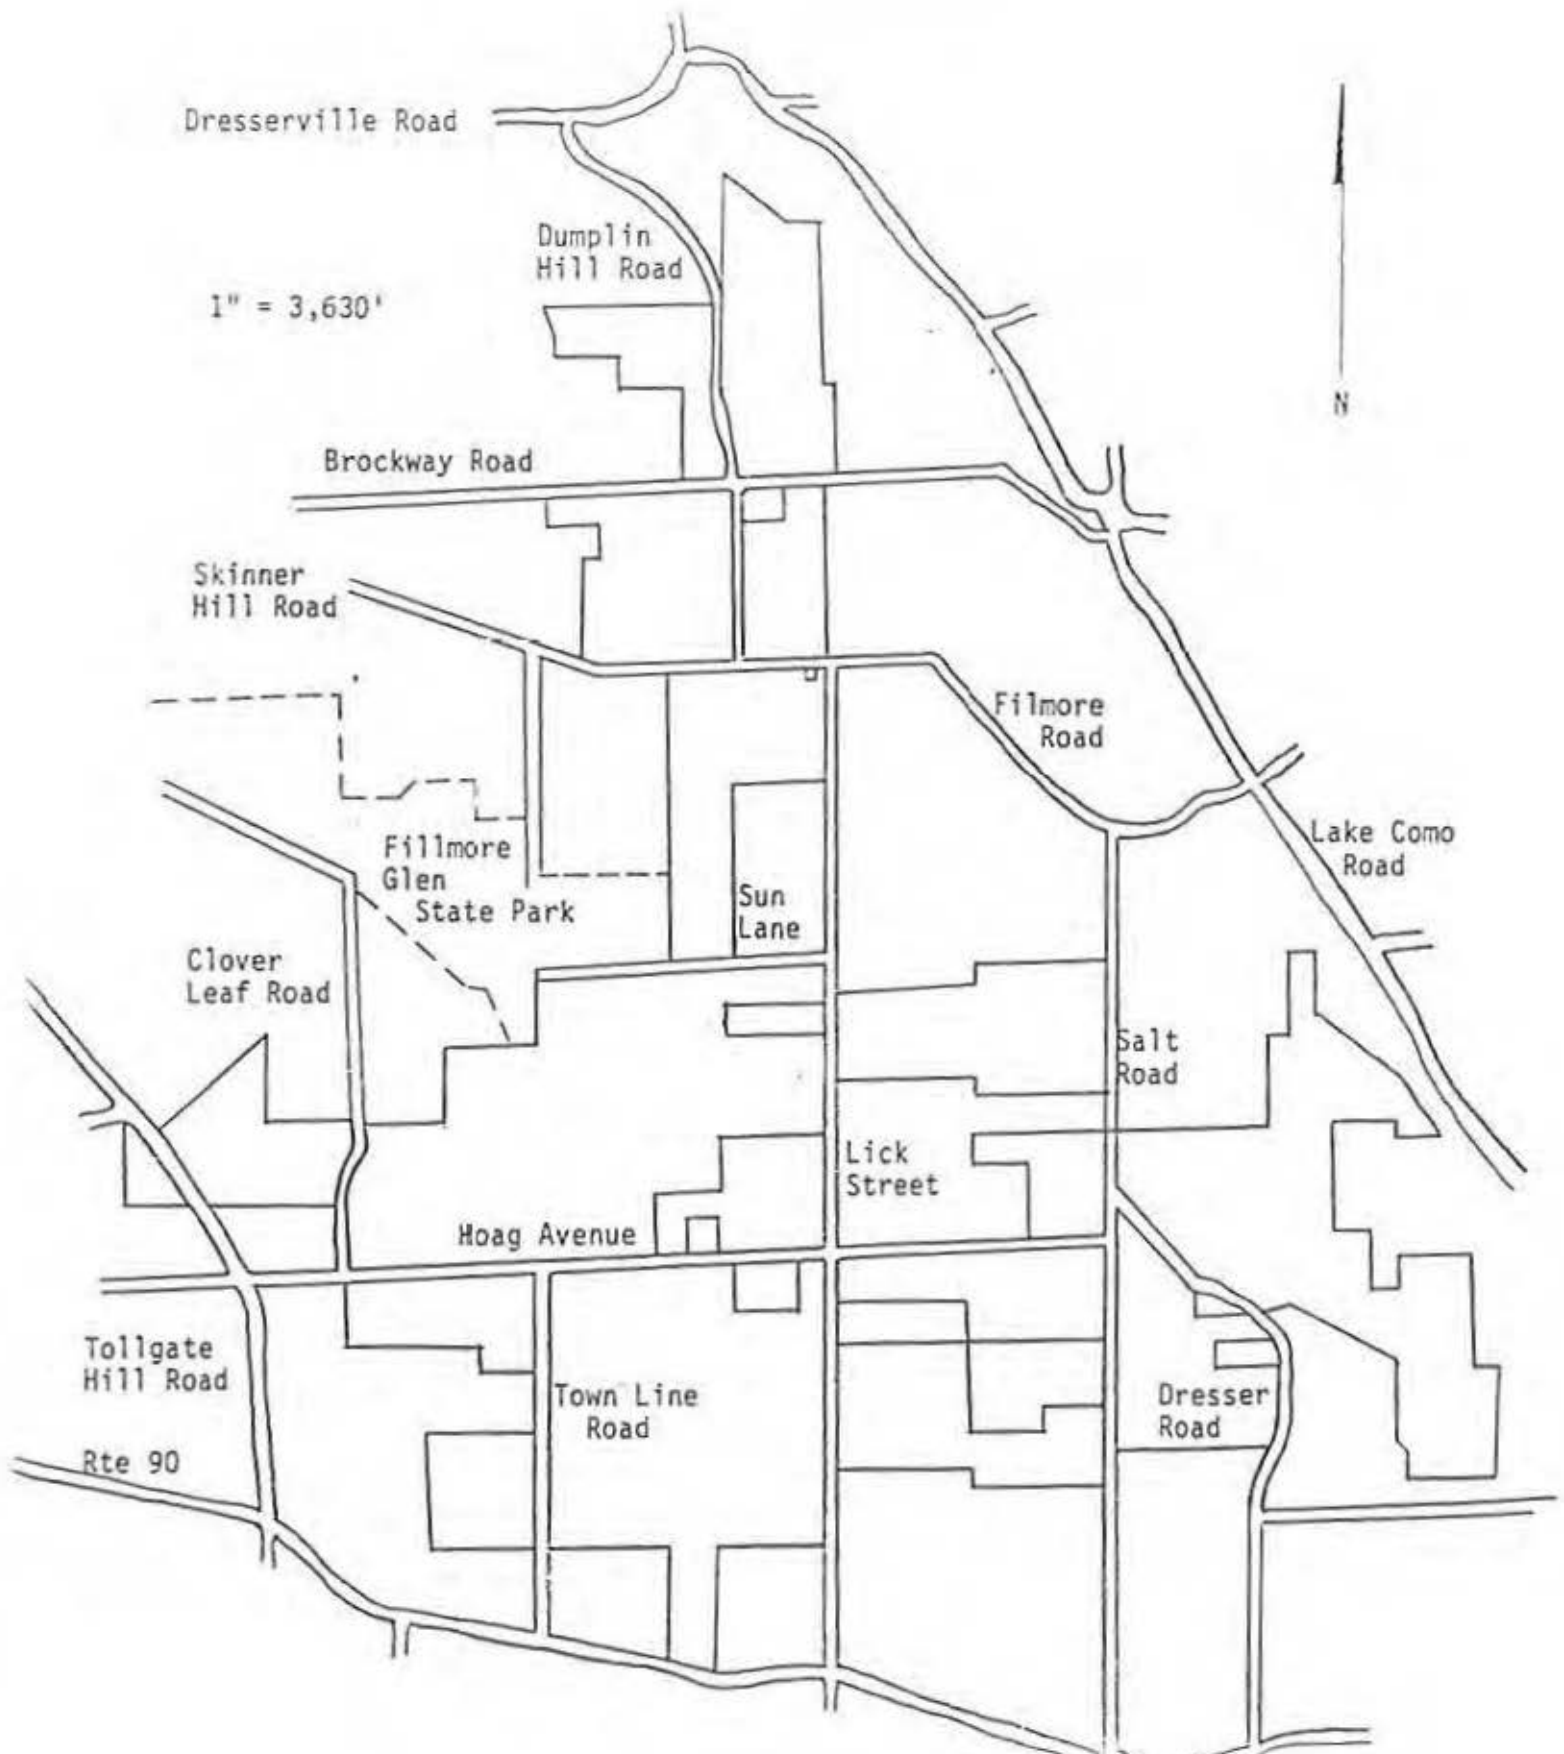 Dresserville Road
Dumplin
Hill Road
1" = 3,630'
N
Brockway Road
Skinner
Hill Road
Filmore
Road
Lake Como
Road
Fillmore
Glen
State Park
Sun
Lane
Clover
Leaf Road
Salt
Road
Lick
Street
Hoag Avenue
Tollgate
Hill Road
Town Line
Road
Dresser
Road
Rte 90